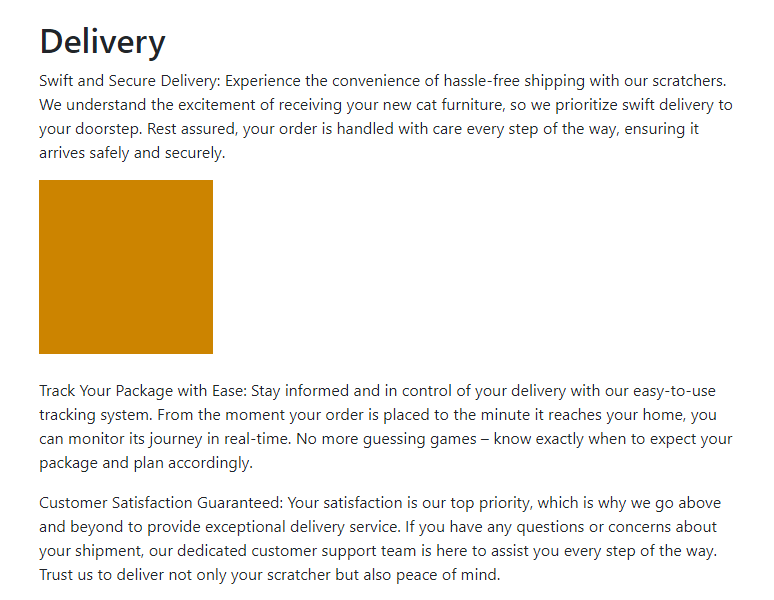 Delivery
Swift and Secure Delivery: Experience the convenience of hassle-free shipping with our scratchers.
We understand the excitement of receiving your new cat furniture, so we prioritize swift delivery to
your doorstep. Rest assured, your order is handled with care every step of the way, ensuring it
arrives safely and securely.
Track Your Package with Ease: Stay informed and in control of your delivery with our easy-to-use
tracking system. From the moment your order is placed to the minute it reaches your home, you
can monitor its journey in real-time. No more guessing games – know exactly when to expect your
package and plan accordingly.
Customer Satisfaction Guaranteed: Your satisfaction is our top priority, which is why we go above
and beyond to provide exceptional delivery service. If you have any questions or concerns about
your shipment, our dedicated customer support team is here to assist you every step of the way.
Trust us to deliver not only your scratcher but also peace of mind.